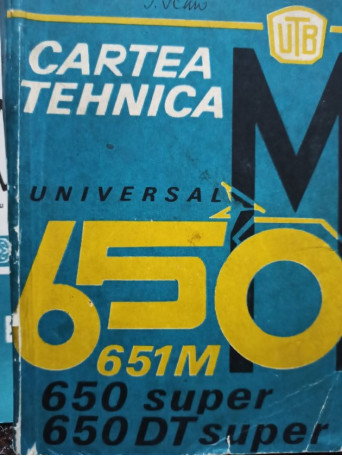 UTB
CARTEA
TEHNICA
M
UNIVERSAL
650
651M
650 super
650 DT super